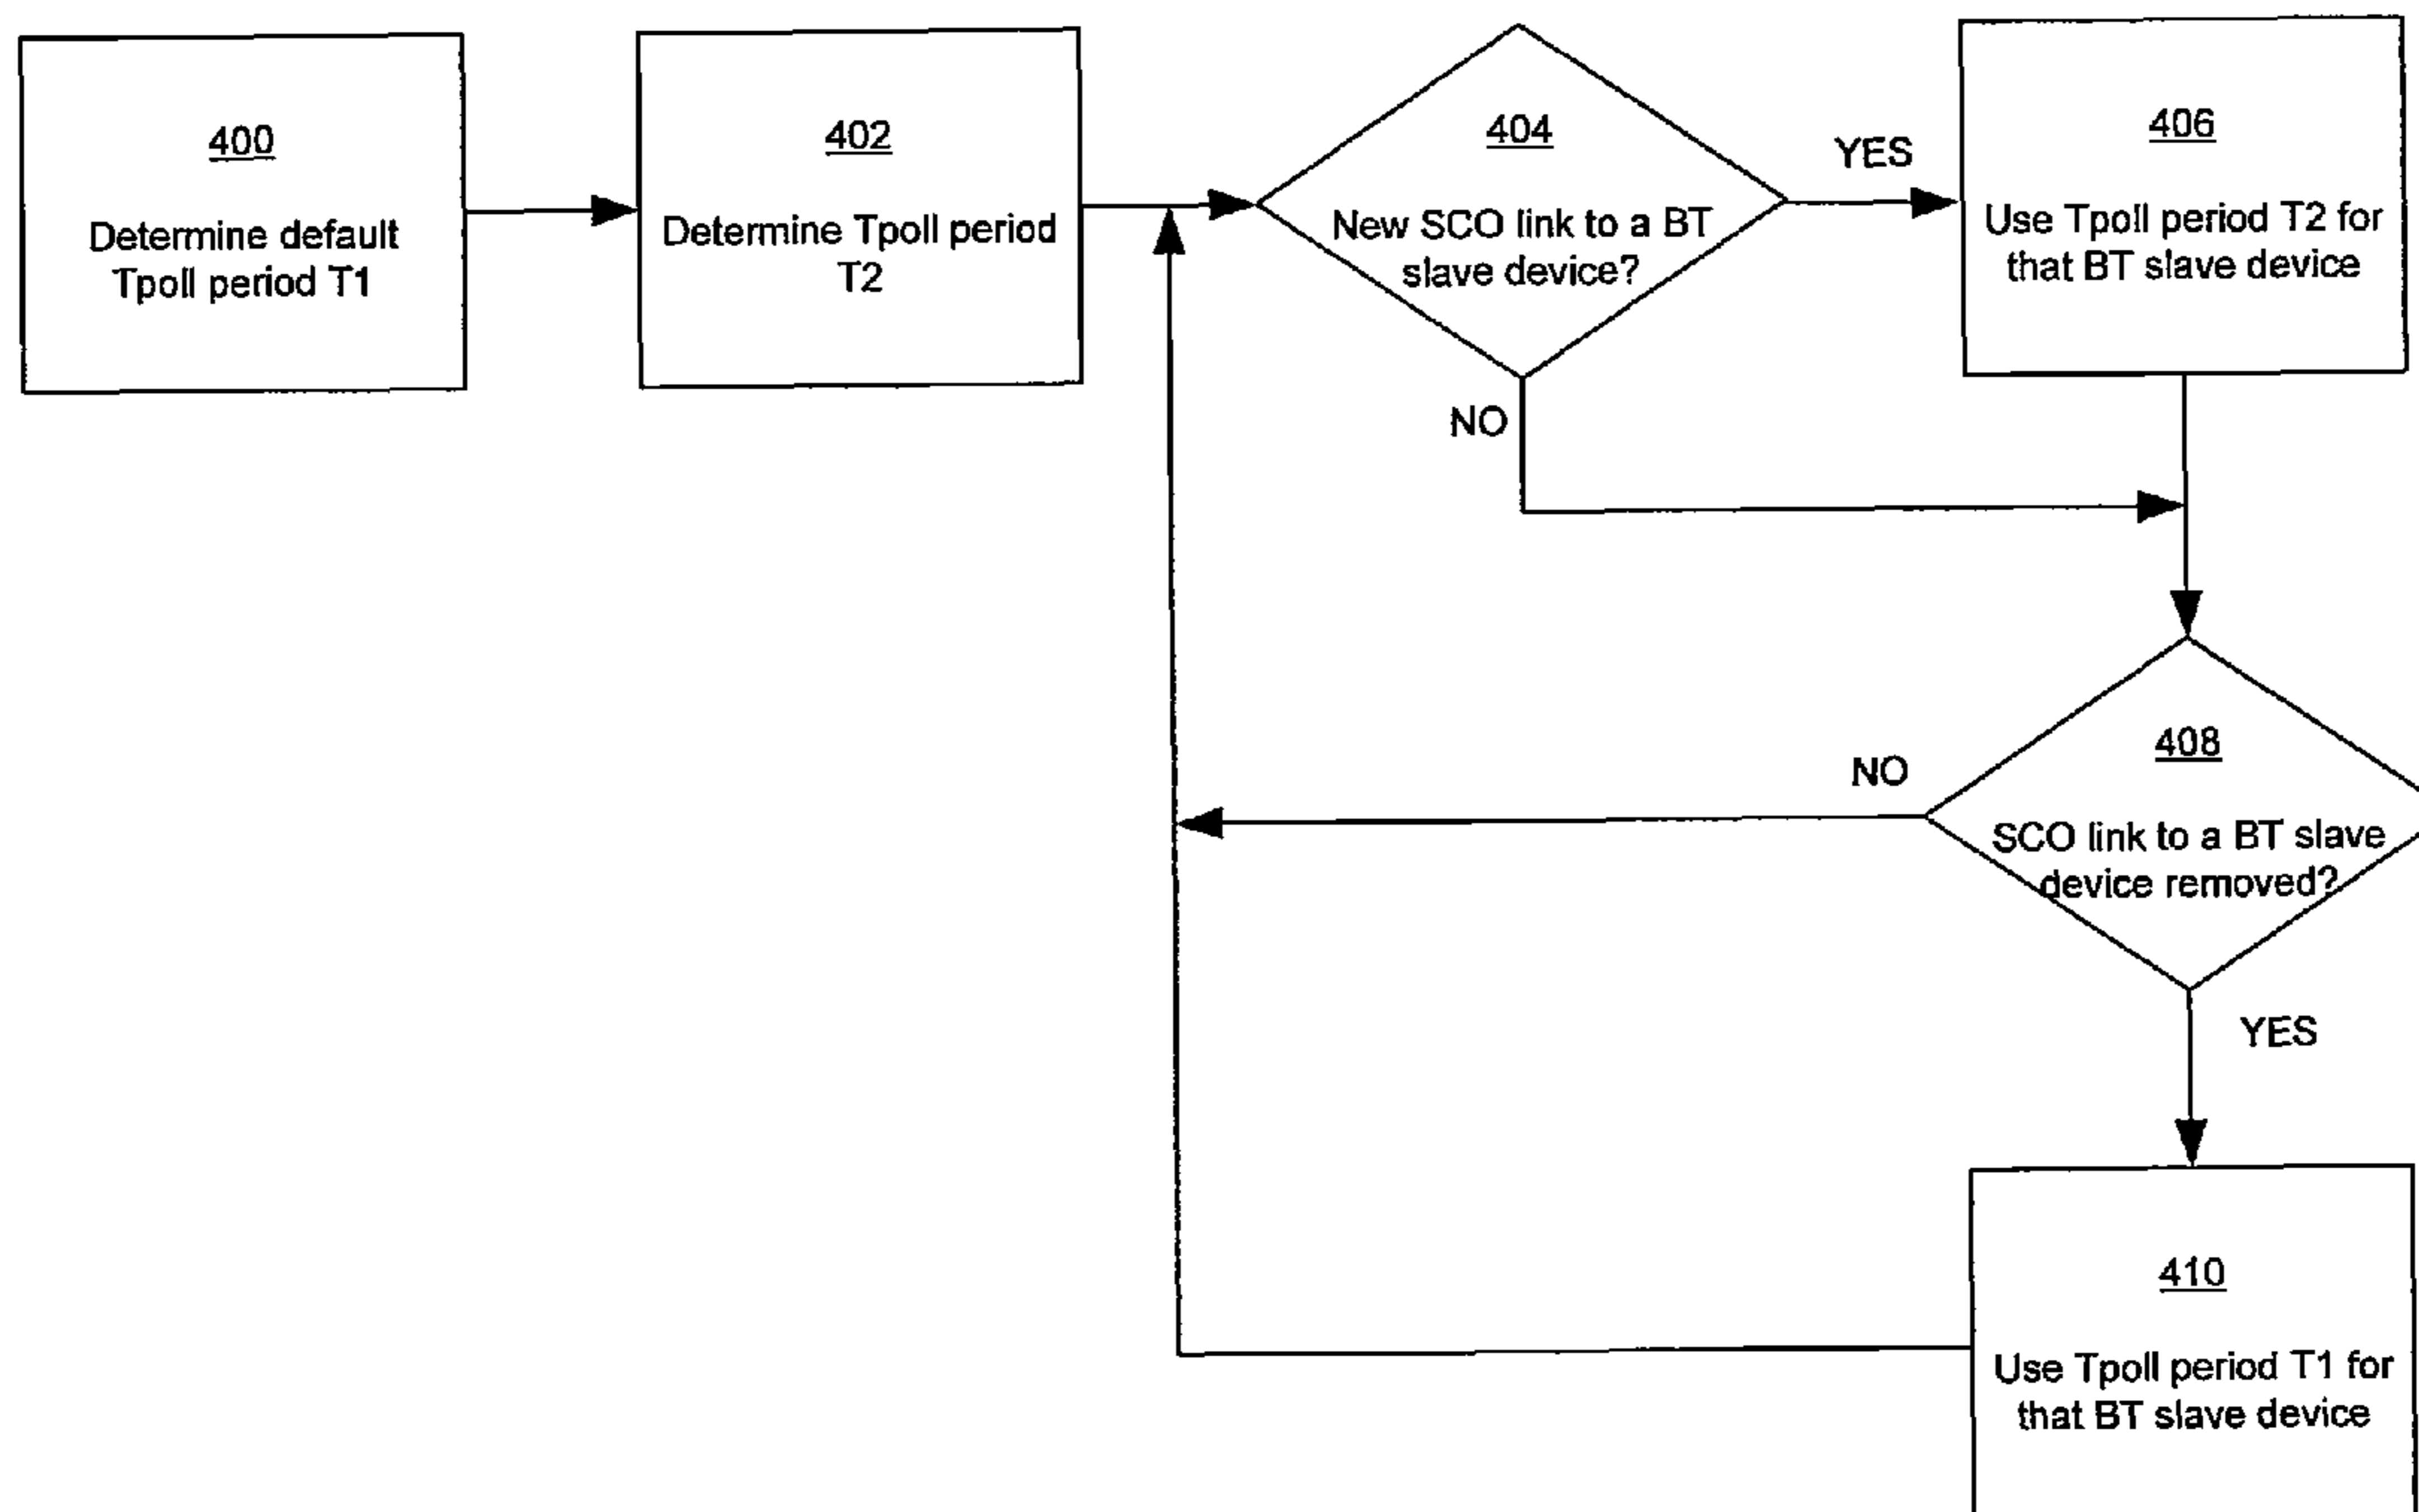 400
Determine default
Tpoll period T1
402
Determine Tpoll period
T2
404
New SCO link to a BT
slave device?
YES
NO
406
Use Tpoll period T2 for
that BT slave device
408
SCO link to a BT slave
device removed?
NO
YES
410
Use Tpoll period T1 for
that BT slave device